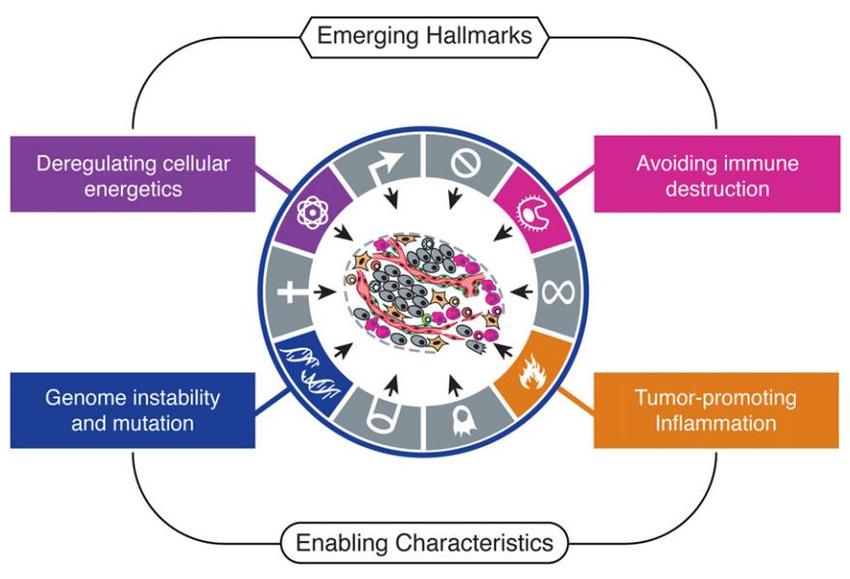 Emerging Hallmarks
Deregulating cellular
energetics
Avoiding immune
destruction
Genome instability
and mutation
Tumor-promoting
Inflammation
Enabling Characteristics